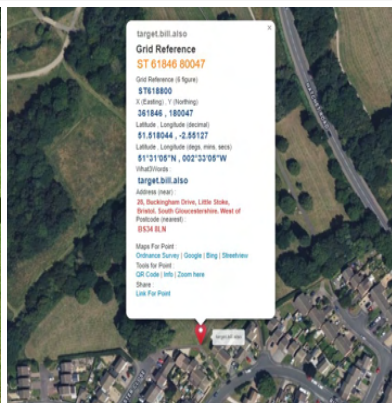 target.bill.also
Grid Reference
ST 61846 80047
Grid Reference (6 figure)
ST618800
X (Easting) , Y (Northing)
361846 , 180047
Latitude , Longitude (decimal)
51.518044 , -2.55127
Latitude , Longitude (degs, mins, secs)
51°31'05"N , 002°33'05"W
What3Words
target.bill.also
Address (near) :
26, Buckingham Drive, Little Stoke,
Bristol, South Gloucestershire, West of
Postcode (nearest) :
BS34 8LN
Maps For Point :
Ordnance Survey | Google | Bing | Streetview
Tools for Point :
QR Code | Info | Zoom here
Share :
Link For Point
target.bill.also